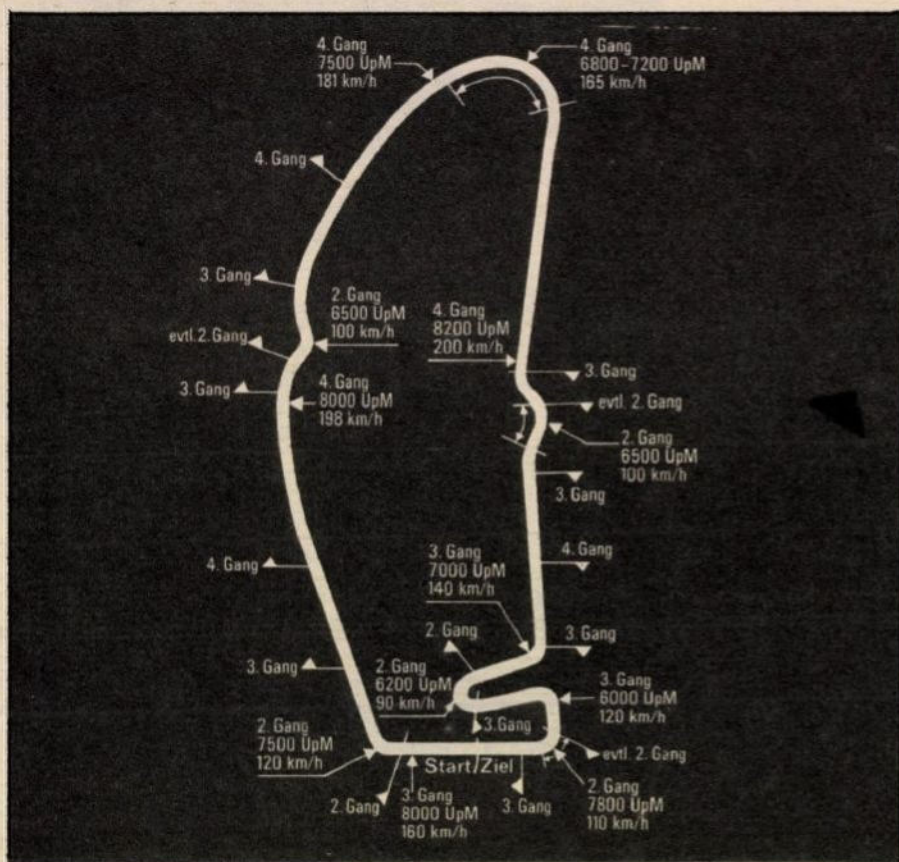 4. Gang
7500 UpM
181 km/h
4. Gang
6800-7200 UpM
165 km/h
4. Gang
3. Gang
2. Gang
6500 UpM
100 km/h
4. Gang
8200 UpM
200 km/h
evtl. 2. Gang
3. Gang
3. Gang
4. Gang
8000 UpM
198 km/h
evtl. 2. Gang
2. Gang
6500 UpM
100 km/h
3. Gang
3. Gang
7000 UpM
140 km/h
4. Gang
4. Gang
2. Gang
3. Gang
3. Gang
2. Gang
6200 UpM
90 km/h
3. Gang
6000 UpM
120 km/h
2. Gang
7500 UpM
120 km/h
3. Gang
evtl. 2. Gang
Start/Ziel
2. Gang
3. Gang
8000 UpM
160 km/h
3. Gang
2. Gang
7800 UpM
110 km/h